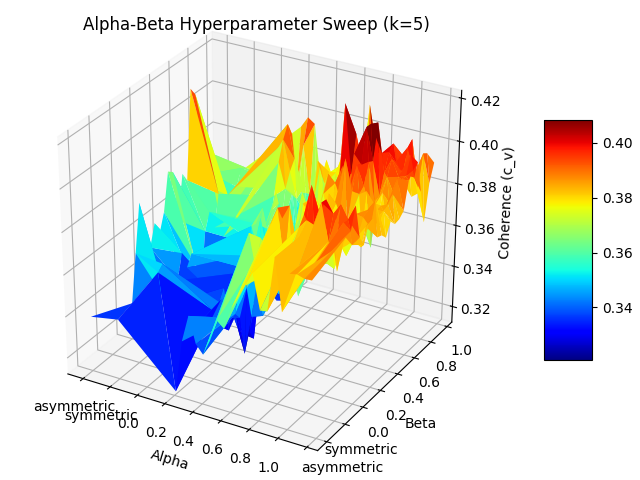 Alpha-Beta Hyperparameter Sweep (k=5)
0.42
0.40
0.38
0.36
0.34
0.32
Coherence (c_v)
0.40
0.38
0.36
0.34
1.0
0.8
0.6
0.4
0.2
0.0
symmetric
asymmetric
Beta
asymmetric
symmetric
0.0
0.2
0.4
0.6
0.8
1.0
Alpha